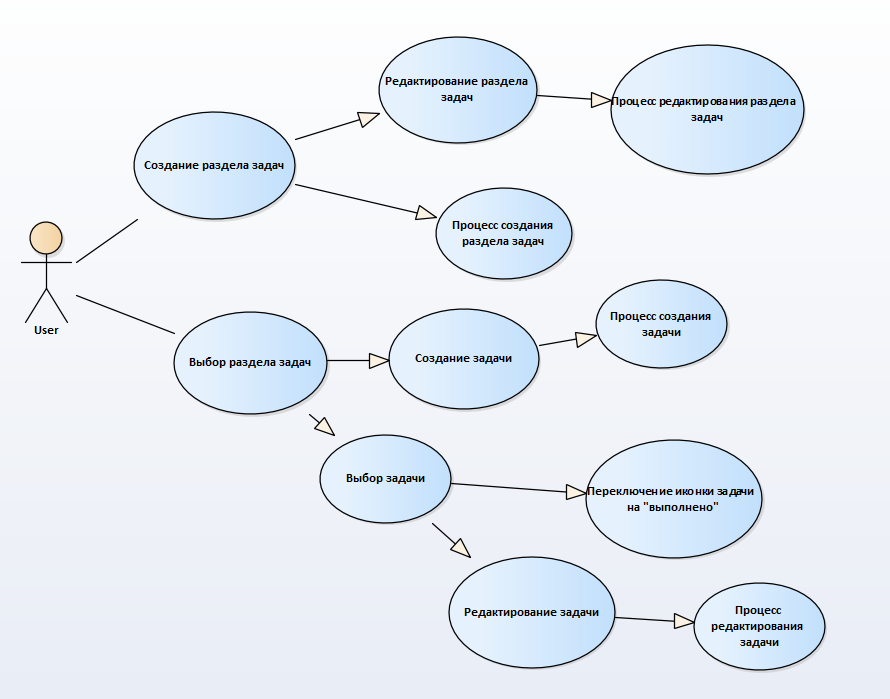 Редактирование раздела
задач
Процесс редактирования раздела
задач
Создание раздела задач
Процесс создания
раздела задач
User
Процесс создания
задачи
Выбор раздела задач
Создание задачи
Выбор задачи
Переключение иконки задачи
на "выполнено"
Редактирование задачи
Процесс
редактирования
задачи